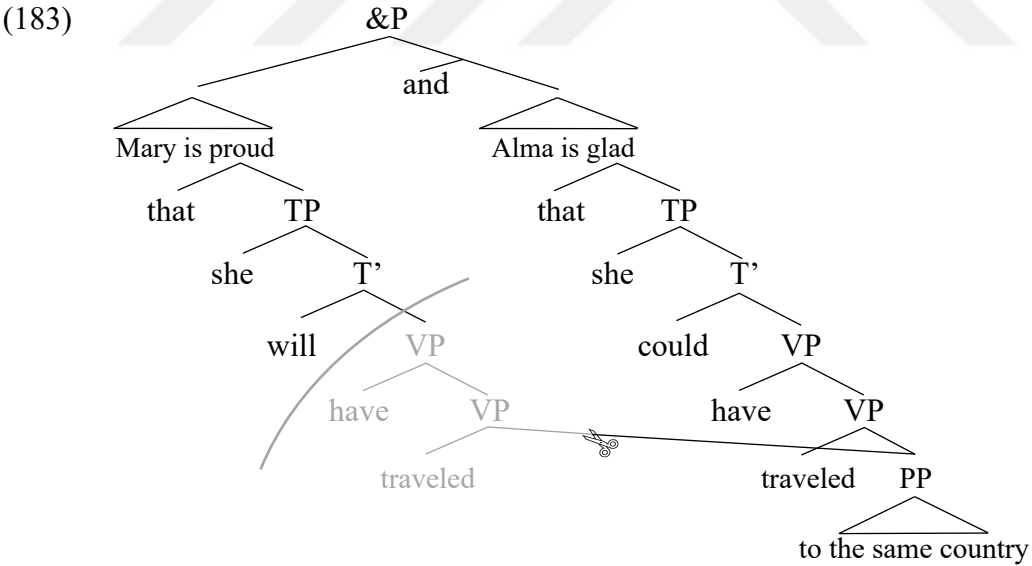 (183) &P
and
Mary is proud Alma is glad
that TP that TP
she T’ she T’
will VP could VP
have VP have VP
traveled traveled PP
to the same country